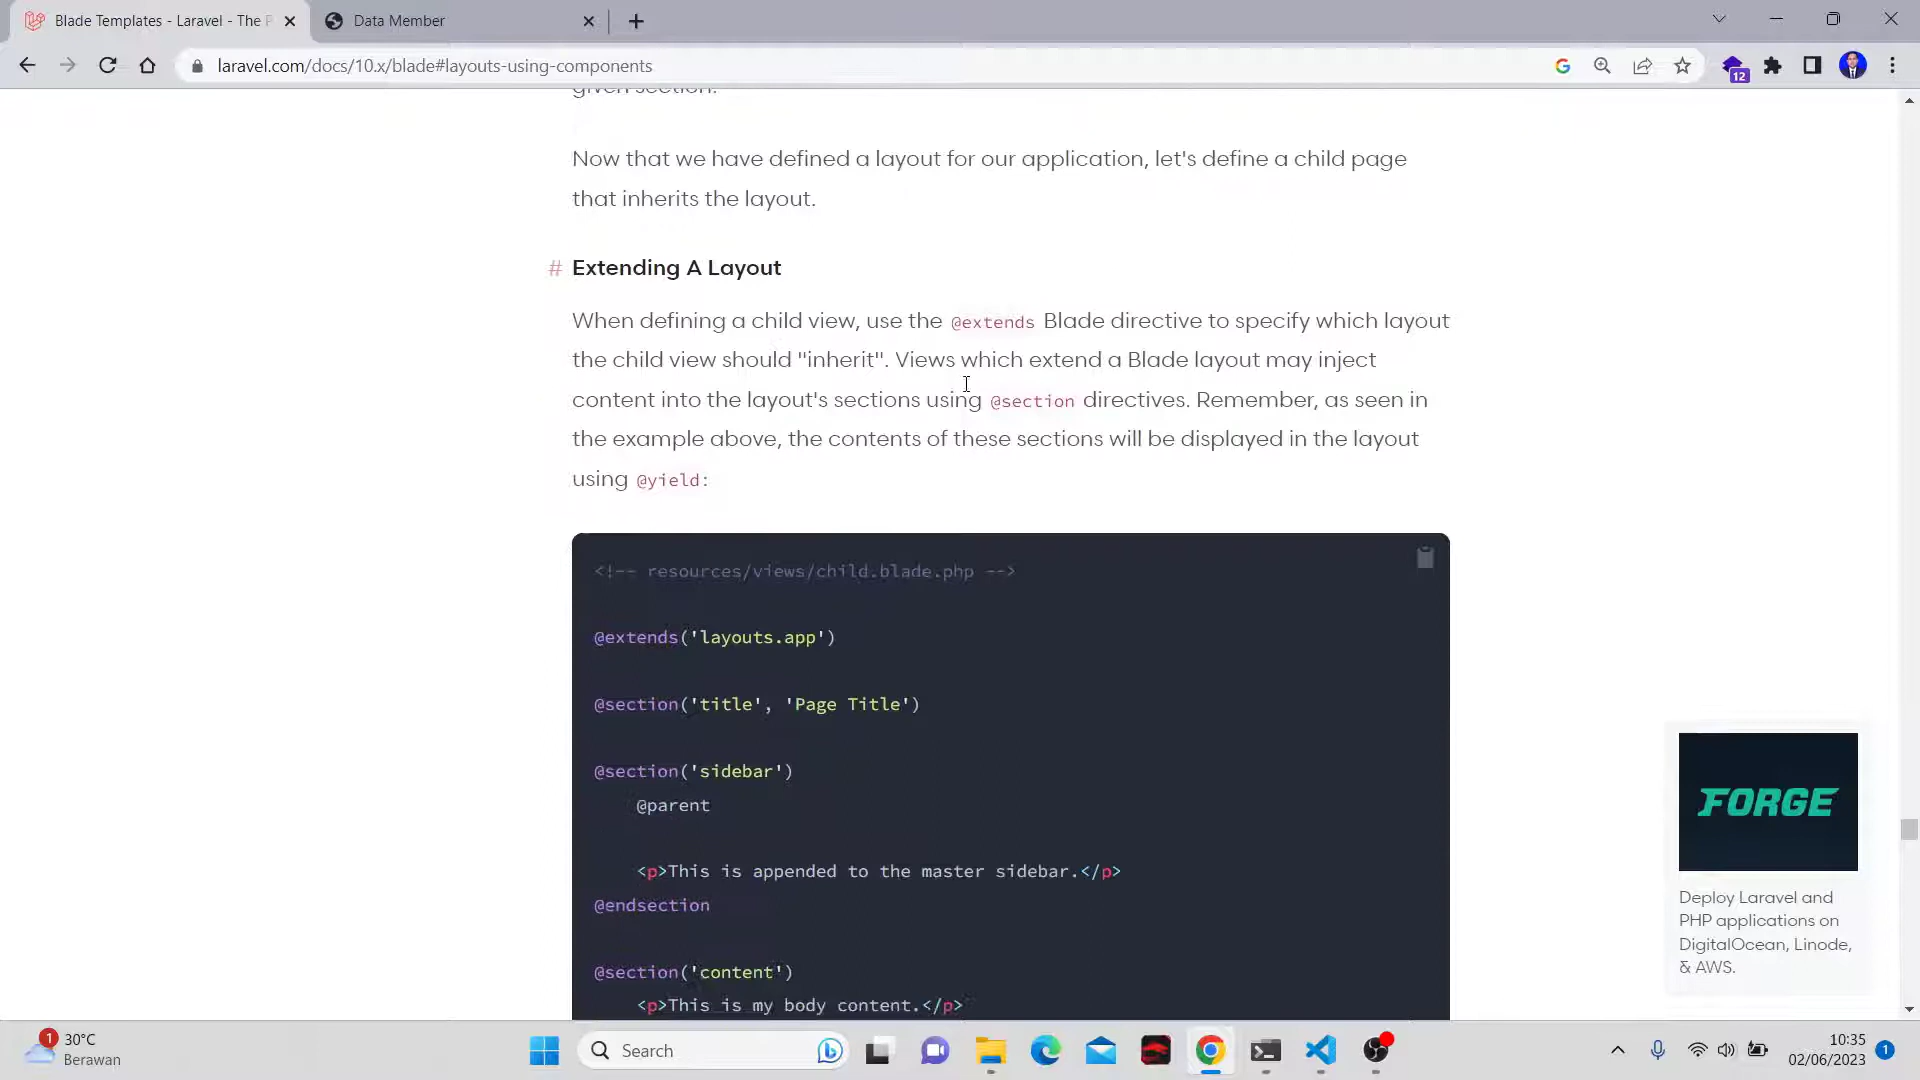 Blade Templates - Laravel - The P
Data Member
laravel.com/docs/10.x/blade#layouts-using-components
12
given section.
Now that we have defined a layout for our application, let's define a child page
that inherits the layout.
# Extending A Layout
When defining a child view, use the @extends Blade directive to specify which layout
the child view should "inherit". Views which extend a Blade layout may inject
content into the layout's sections using @section directives. Remember, as seen in
the example above, the contents of these sections will be displayed in the layout
using @yield:
<!-- resources/views/child.blade.php -->
@extends('layouts.app')
@section('title', 'Page Title')
@section('sidebar')
@parent
<p>This is appended to the master sidebar.</p>
@endsection
@section('content')
<p>This is my body content.</p>
FORGE
Deploy Laravel and
PHP applications on
DigitalOcean, Linode,
& AWS.
1
30°C
Berawan
Search
10:35
02/06/2023
1